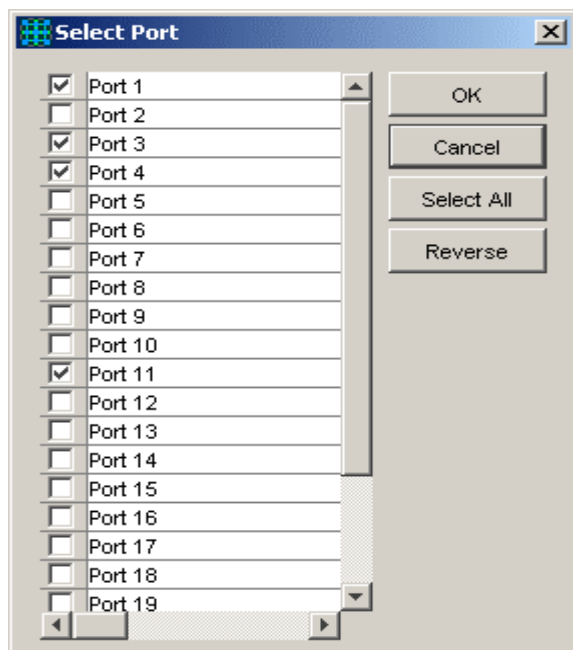 Select Port
Port 1
Port 2
Port 3
Port 4
Port 5
Port 6
Port 7
Port 8
Port 9
Port 10
Port 11
Port 12
Port 13
Port 14
Port 15
Port 16
Port 17
Port 18
Port 19
OK
Cancel
Select All
Reverse